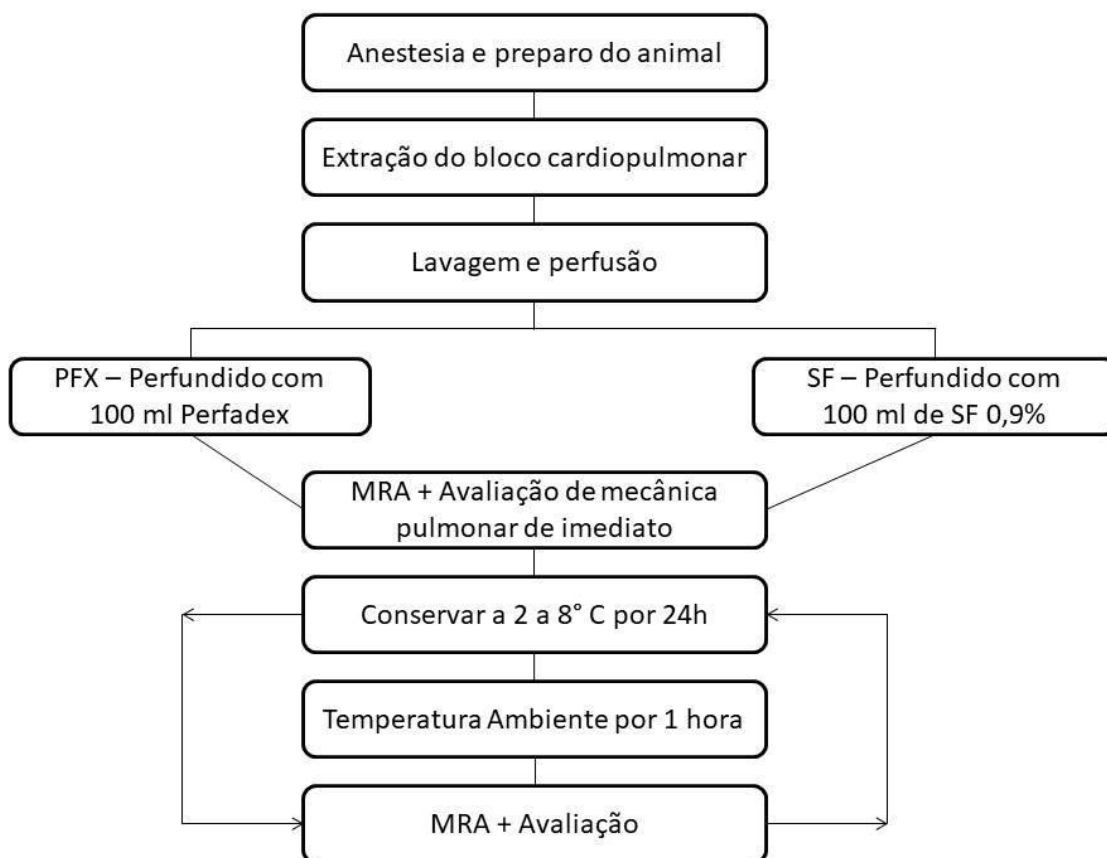 Anestesia e preparo do animal
Extração do bloco cardiopulmonar
Lavagem e perfusão
PFX – Perfundido com
100 ml Perfadex
SF – Perfundido com
100 ml de SF 0,9%
MRA + Avaliação de mecânica
pulmonar de imediato
Conservar a 2 a 8° C por 24h
Temperatura Ambiente por 1 hora
MRA + Avaliação